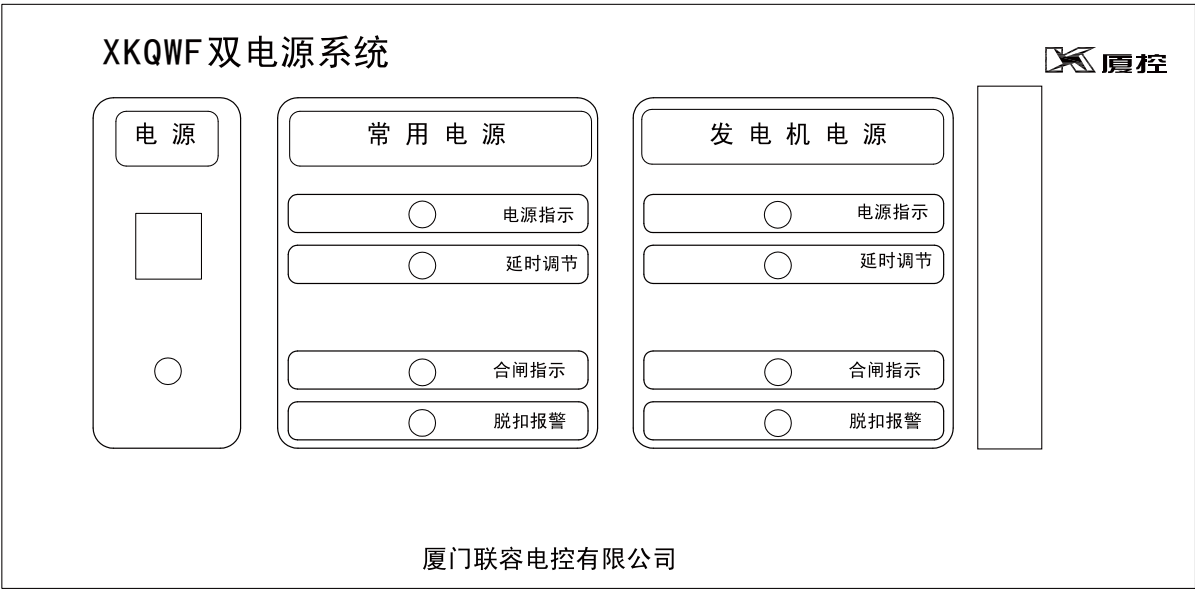 XKQWF双电源系统
厦控
电源
常用电源
发电机电源
电源指示
延时调节
合闸指示
脱扣报警
电源指示
延时调节
合闸指示
脱扣报警
厦门联容电控有限公司